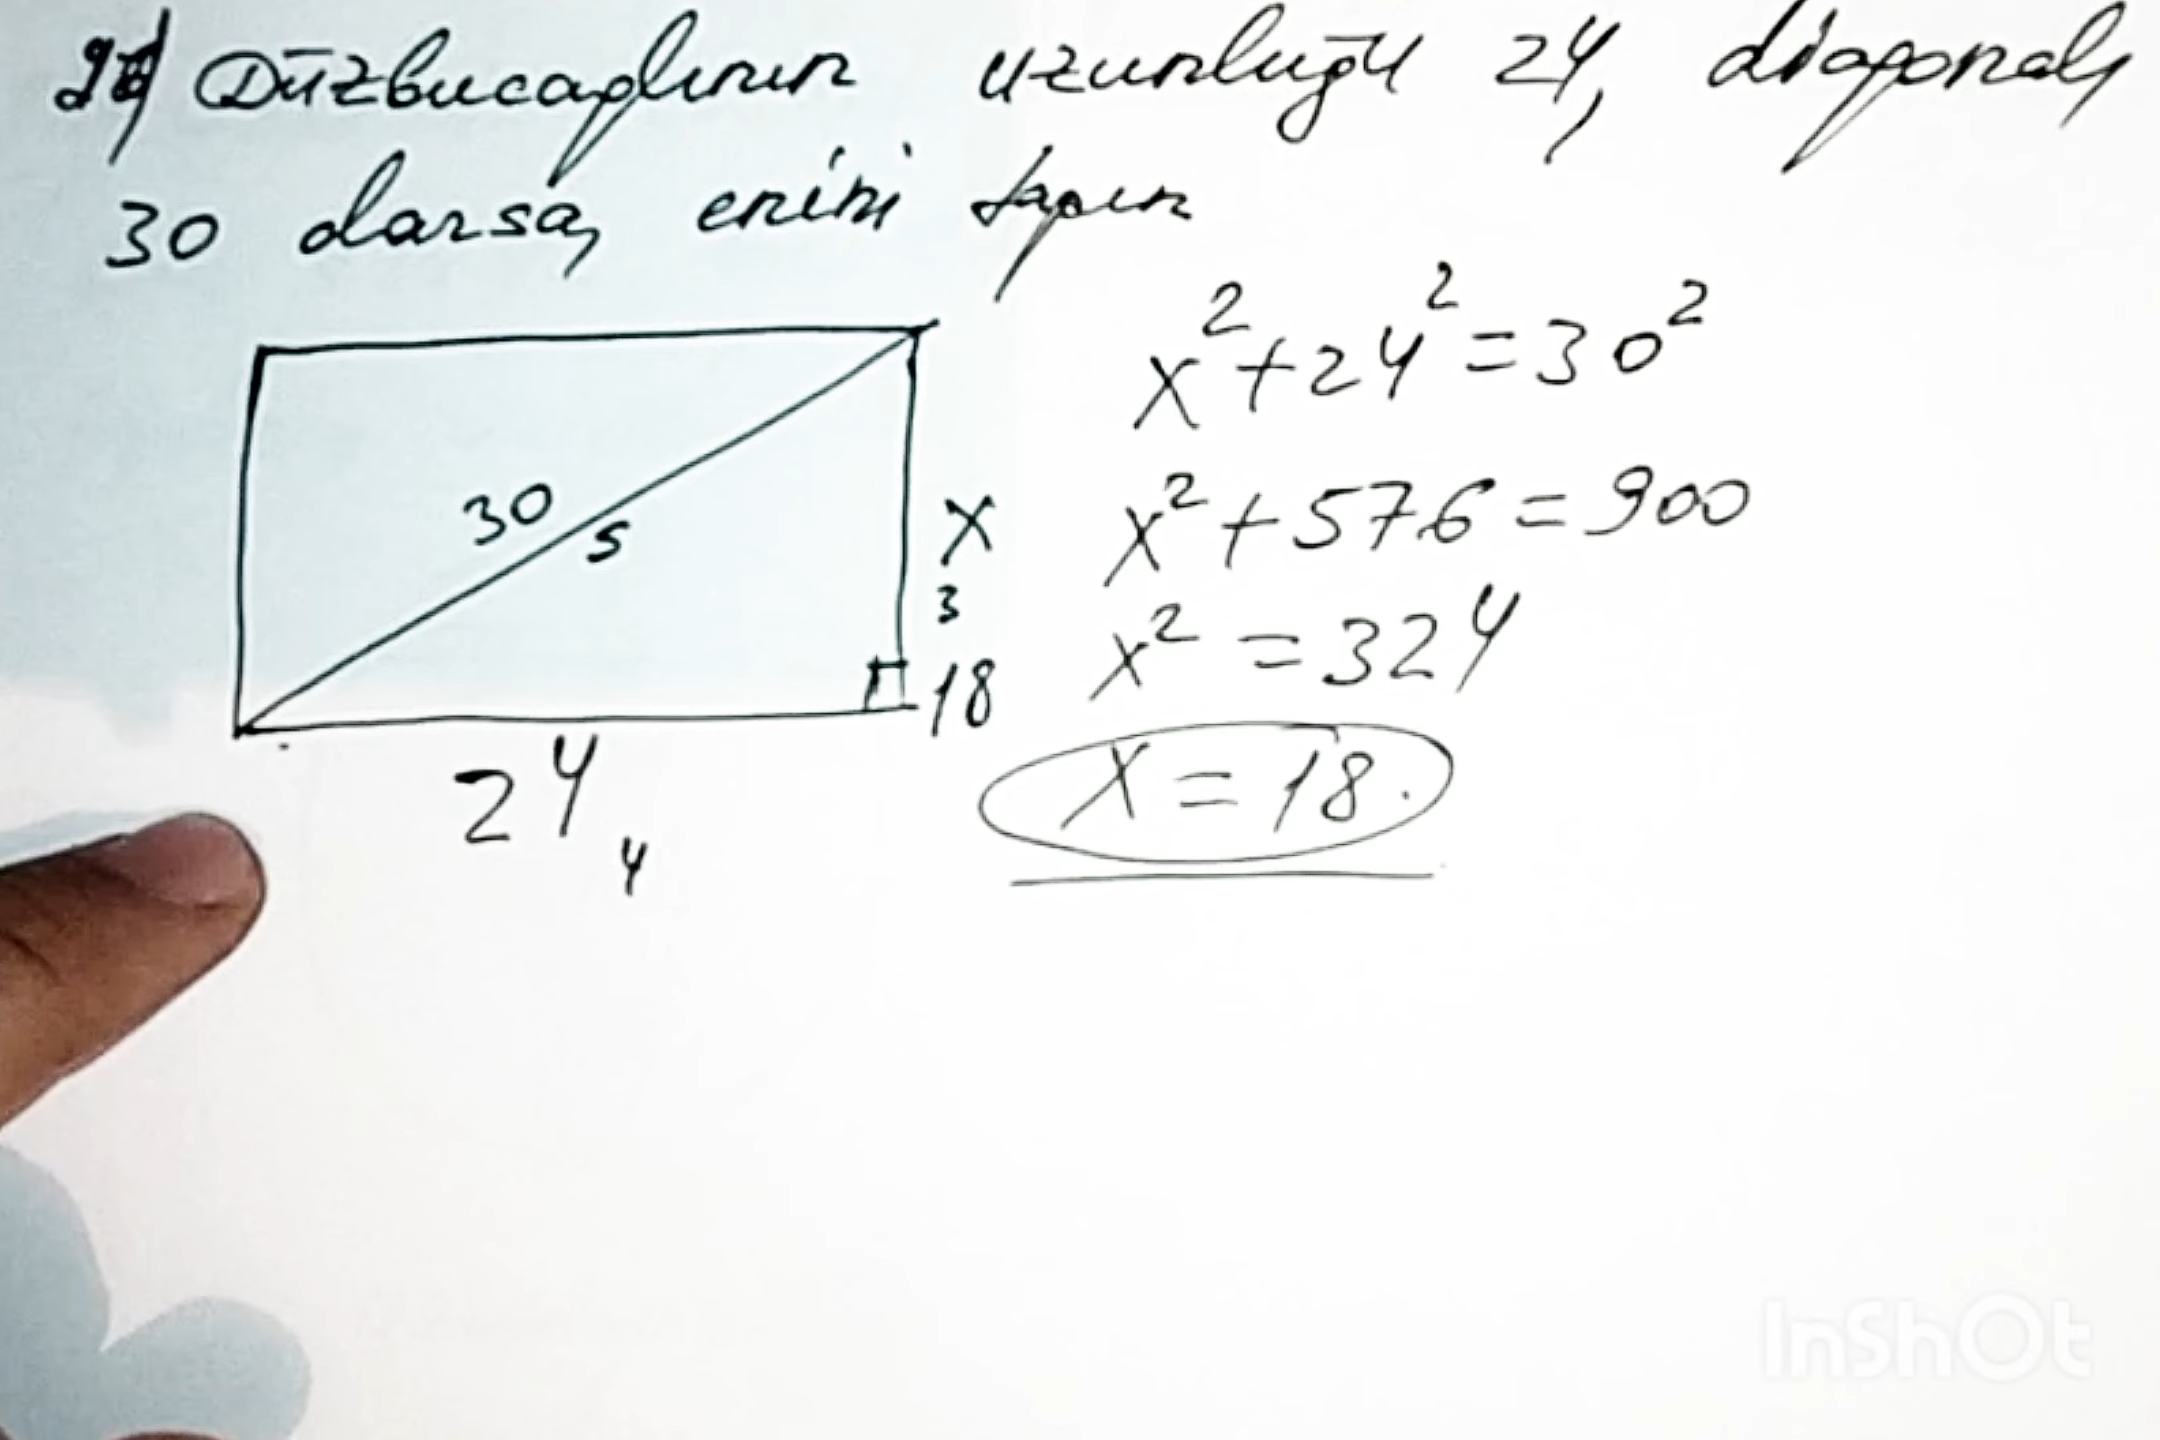 Düzbucaqlının uzunluğu 24, diaqonalı
30 olarsa, enini tapın
x² + 24² = 30²
30
5
x
x² + 576 = 900
3
x² = 324
18
24
x = 18.
4
InShOt